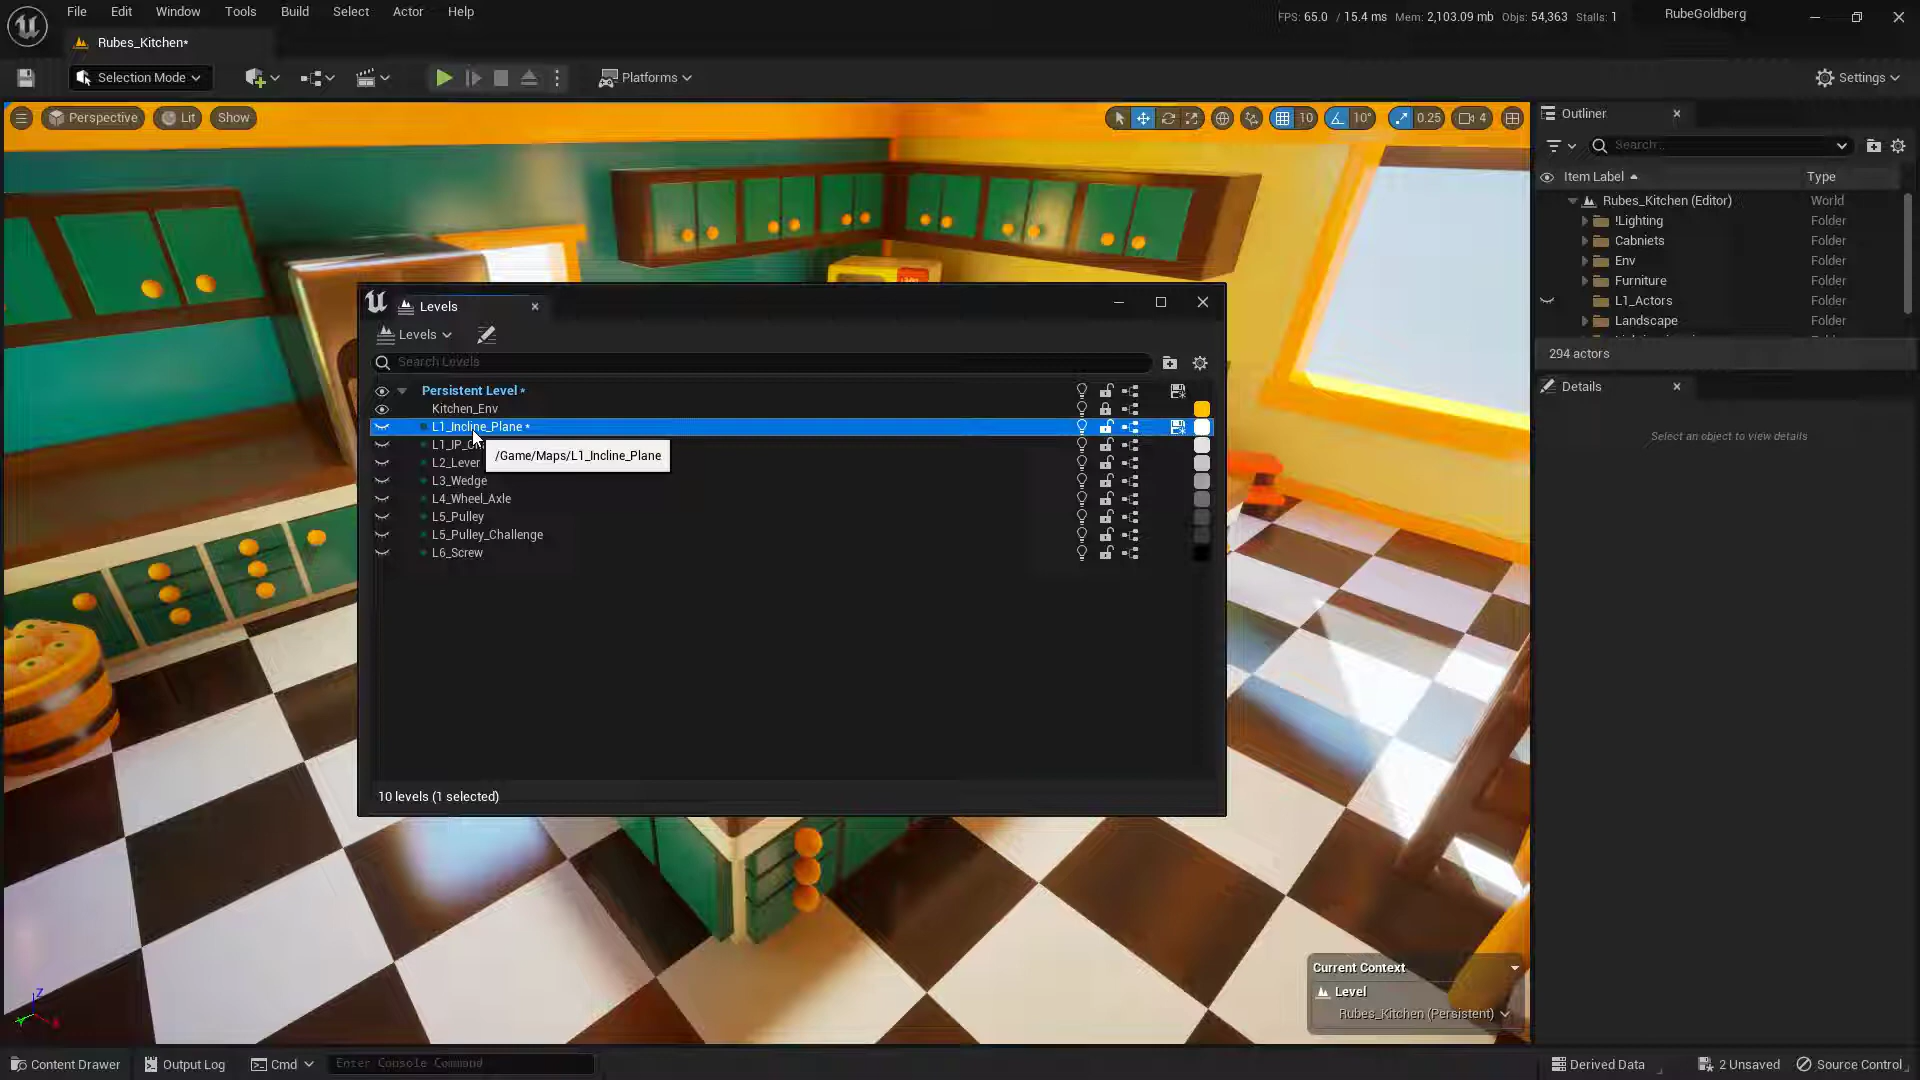 File Edit Window Tools Build Select Actor Help
FPS: 65.0 / 15.4 ms Mem: 2,103.09 mb Objs: 54,363 Stalls: 1
RubeGoldberg
Rubes_Kitchen*
Selection Mode
Platforms
Settings
Perspective Lit Show
10 10° 0.25 4
Outliner
Search...
Item Label Type
Rubes_Kitchen (Editor) World
!Lighting Folder
Cabniets Folder
Env Folder
Furniture Folder
L1_Actors Folder
Landscape Folder
294 actors
Details
Select an object to view details
Levels
Levels
Search Levels
Persistent Level *
Kitchen_Env
L1_Incline_Plane *
L1_IP_
/Game/Maps/L1_Incline_Plane
L2_Lever
L3_Wedge
L4_Wheel_Axle
L5_Pulley
L5_Pulley_Challenge
L6_Screw
10 levels (1 selected)
Current Context
Level
Rubes_Kitchen (Persistent)
Z
Content Drawer Output Log Cmd Enter Console Command
Derived Data 2 Unsaved Source Control